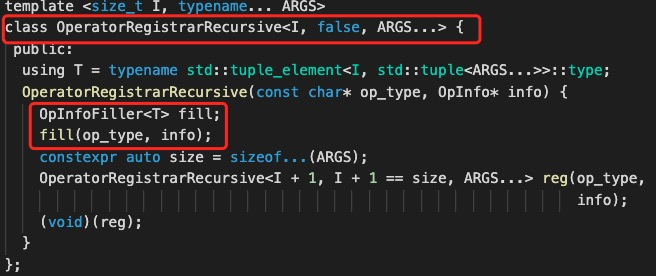 template <size_t I, typename... ARGS>
class OperatorRegistrarRecursive<I, false, ARGS...> {
 public:
  using T = typename std::tuple_element<I, std::tuple<ARGS...>>::type;
  OperatorRegistrarRecursive(const char* op_type, OpInfo* info) {
    OpInfoFiller<T> fill;
    fill(op_type, info);
    constexpr auto size = sizeof...(ARGS);
    OperatorRegistrarRecursive<I + 1, I + 1 == size, ARGS...> reg(op_type,
                                                                  info);
    (void)(reg);
  }
};